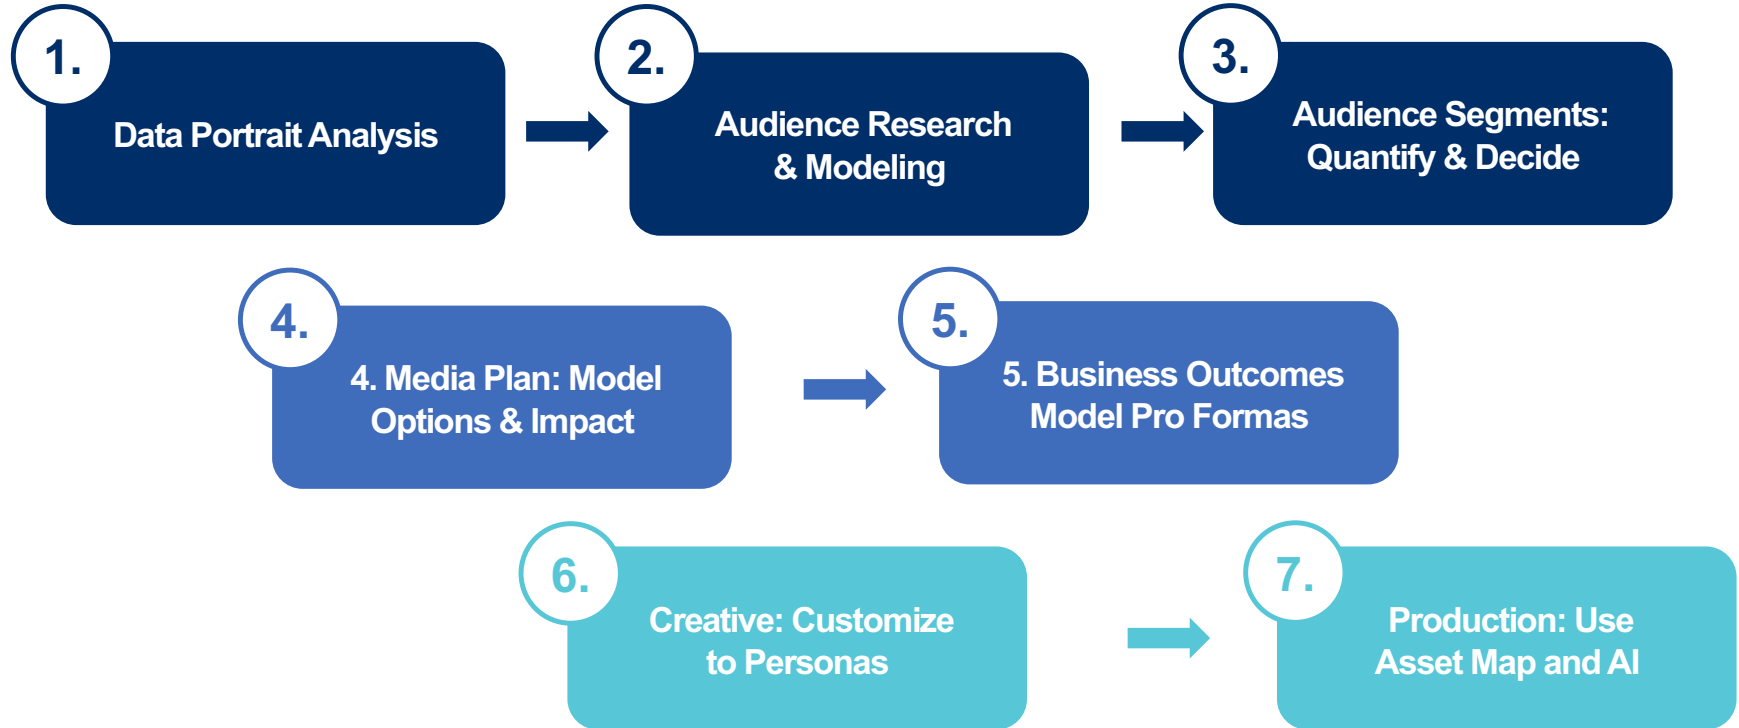 1.
Data Portrait Analysis
2.
Audience Research
& Modeling
3.
Audience Segments:
Quantify & Decide
4.
4. Media Plan: Model
Options & Impact
5.
5. Business Outcomes
Model Pro Formas
6.
Creative: Customize
to Personas
7.
Production: Use
Asset Map and AI